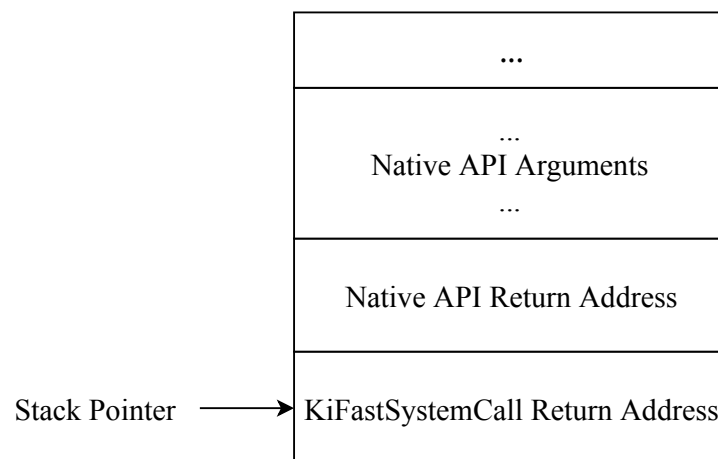 ...
...
Native API Arguments
...
Native API Return Address
Stack Pointer
KiFastSystemCall Return Address